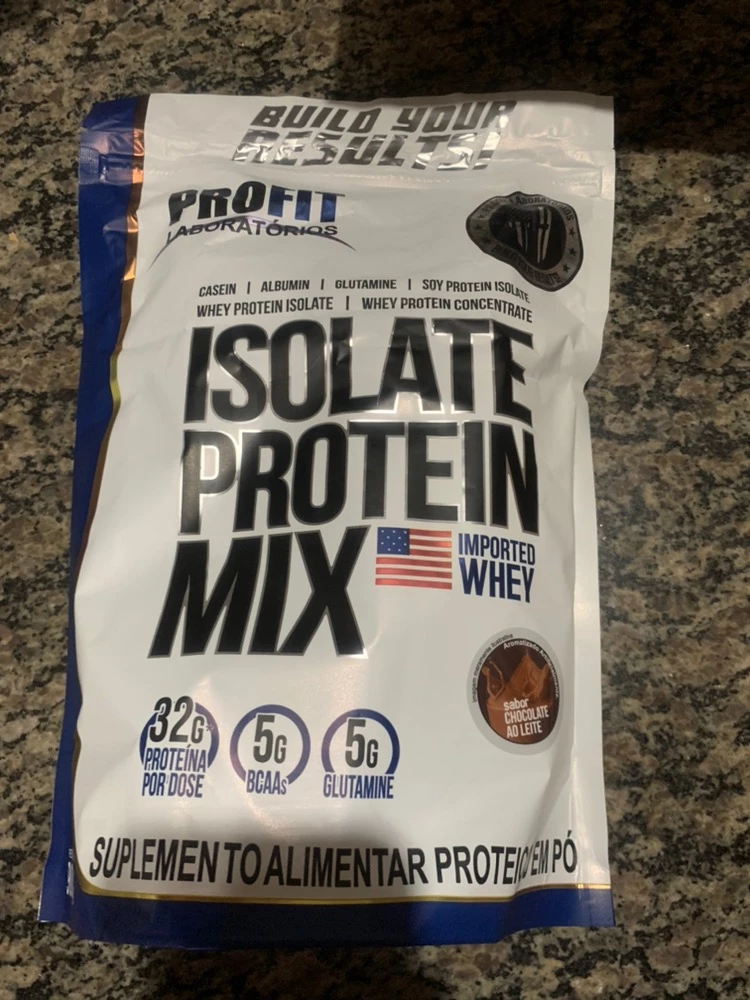 BUILD YOUR
RESULTS!
PROFIT
LABORATÓRIOS
CASEIN | ALBUMIN | GLUTAMINE | SOY PROTEIN ISOLATE
WHEY PROTEIN ISOLATE | WHEY PROTEIN CONCENTRATE
ISOLATE
PROTEIN
MIX
IMPORTED
WHEY
Aromatizado Artificialmente
sabor
CHOCOLATE
AO LEITE
32G
PROTEÍNA
POR DOSE
5G
BCAAs
5G
GLUTAMINE
SUPLEMENTO ALIMENTAR PROTEICO EM PÓ